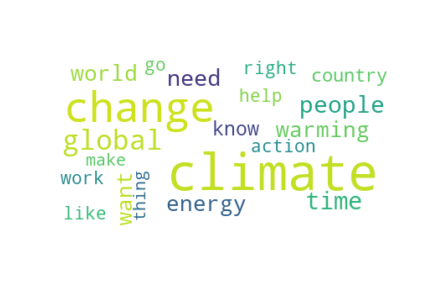 world go need right country
change help people
global know warming
make action
work want thing climate
like energy time